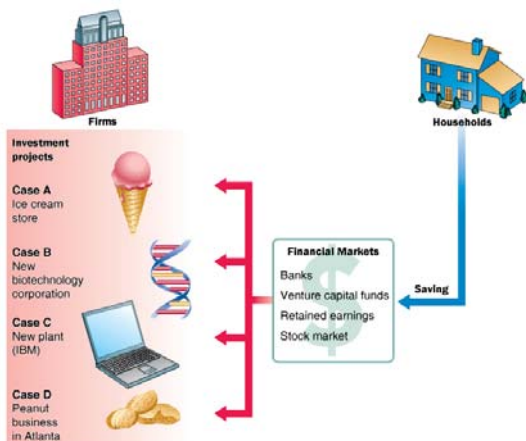 Firms
Households
Investment
projects
Case A
Ice cream
store
Case B
New
biotechnology
corporation
Case C
New plant
(IBM)
Case D
Peanut
business
in Atlanta
Financial Markets
Banks
Venture capital funds
Retained earnings
Stock market
$
Saving